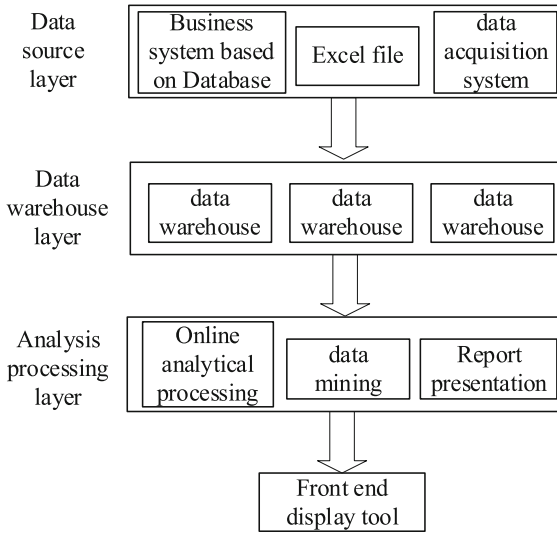 Data
source
layer
Business
system based
on Database
Excel file
data
acquisition
system
Data
warehouse
layer
data
warehouse
data
warehouse
data
warehouse
Analysis
processing
layer
Online
analytical
processing
data
mining
Report
presentation
Front end
display tool